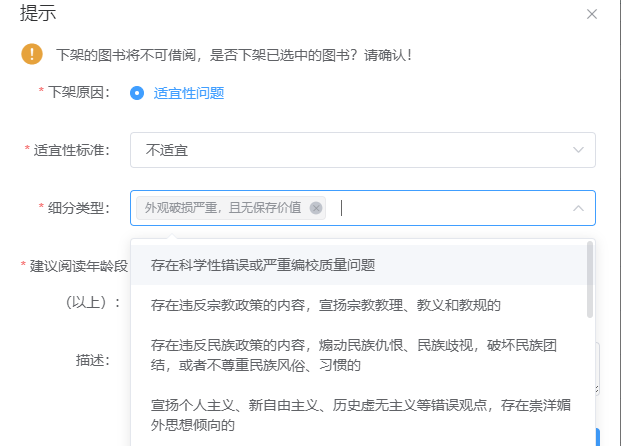 提示
下架的图书将不可借阅，是否下架已选中的图书？请确认！
* 下架原因： 适宜性问题
* 适宜性标准： 不适宜
* 细分类型： 外观破损严重，且无保存价值
* 建议阅读年龄段
（以上）：
存在科学性错误或严重编校质量问题
存在违反宗教政策的内容，宣扬宗教教理、教义和教规的
存在违反民族政策的内容，煽动民族仇恨、民族歧视，破坏民族团
结，或者不尊重民族风俗、习惯的
描述：
宣扬个人主义、新自由主义、历史虚无主义等错误观点，存在崇洋媚
外思想倾向的